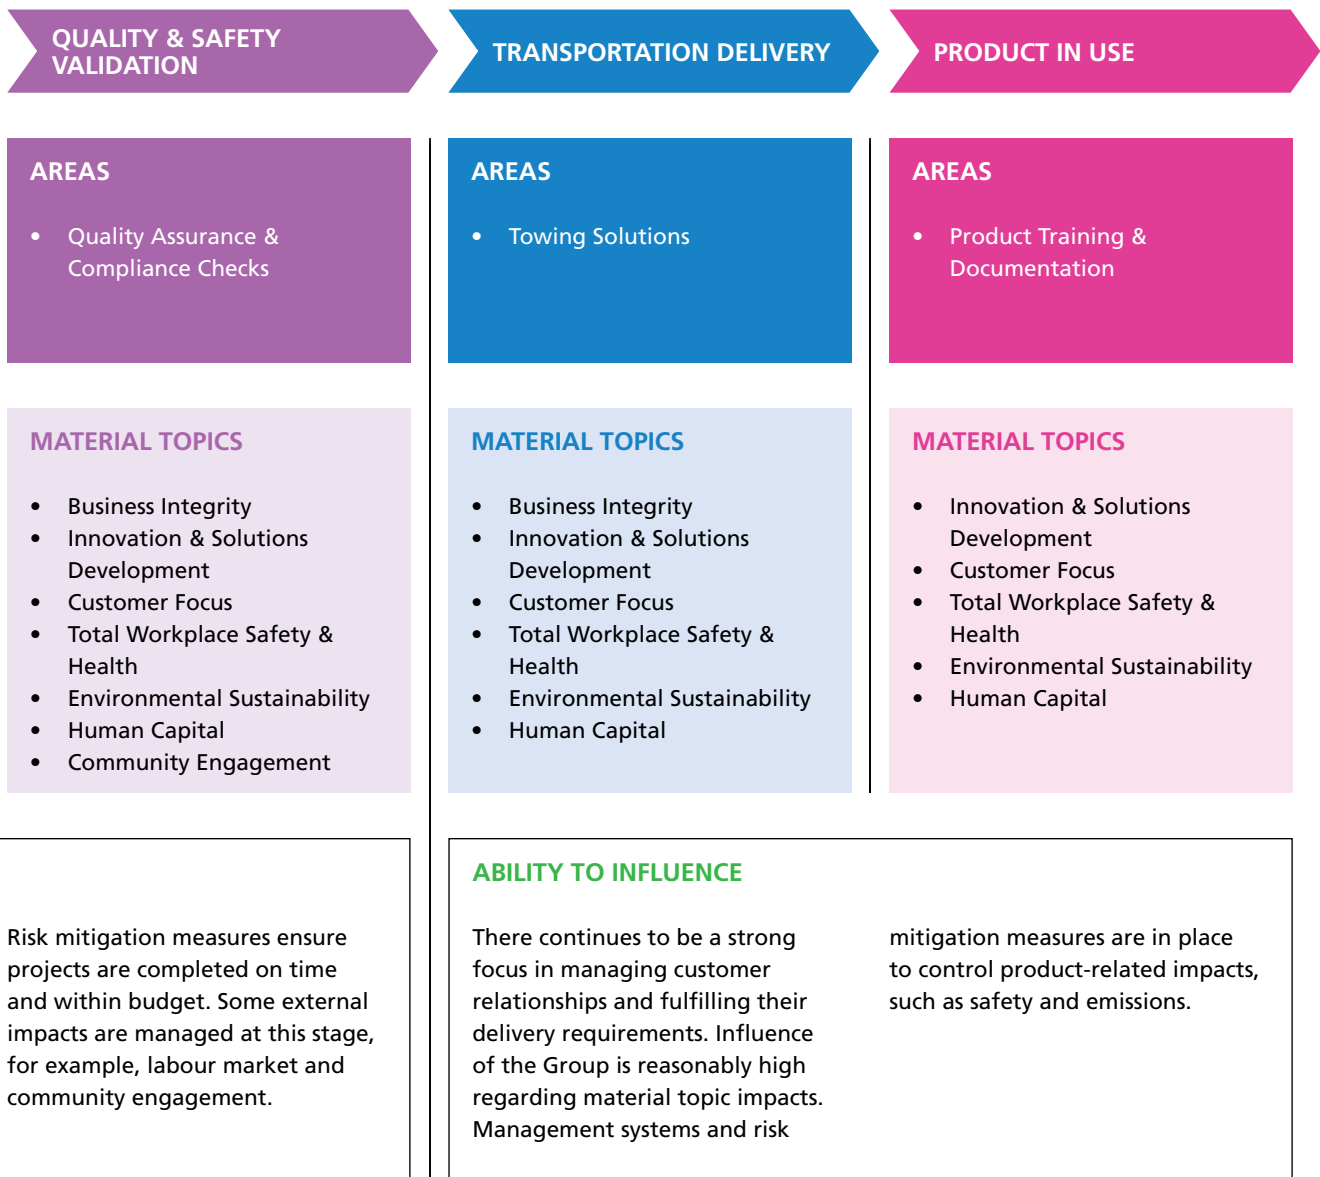 QUALITY & SAFETY
VALIDATION
TRANSPORTATION DELIVERY
PRODUCT IN USE
AREAS
• Quality Assurance &
Compliance Checks
AREAS
• Towing Solutions
AREAS
• Product Training &
Documentation
MATERIAL TOPICS
• Business Integrity
• Innovation & Solutions
Development
• Customer Focus
• Total Workplace Safety &
Health
• Environmental Sustainability
• Human Capital
• Community Engagement
MATERIAL TOPICS
• Business Integrity
• Innovation & Solutions
Development
• Customer Focus
• Total Workplace Safety &
Health
• Environmental Sustainability
• Human Capital
MATERIAL TOPICS
• Innovation & Solutions
Development
• Customer Focus
• Total Workplace Safety &
Health
• Environmental Sustainability
• Human Capital
Risk mitigation measures ensure
projects are completed on time
and within budget. Some external
impacts are managed at this stage,
for example, labour market and
community engagement.
ABILITY TO INFLUENCE
There continues to be a strong
focus in managing customer
relationships and fulfilling their
delivery requirements. Influence
of the Group is reasonably high
regarding material topic impacts.
Management systems and risk
mitigation measures are in place
to control product-related impacts,
such as safety and emissions.